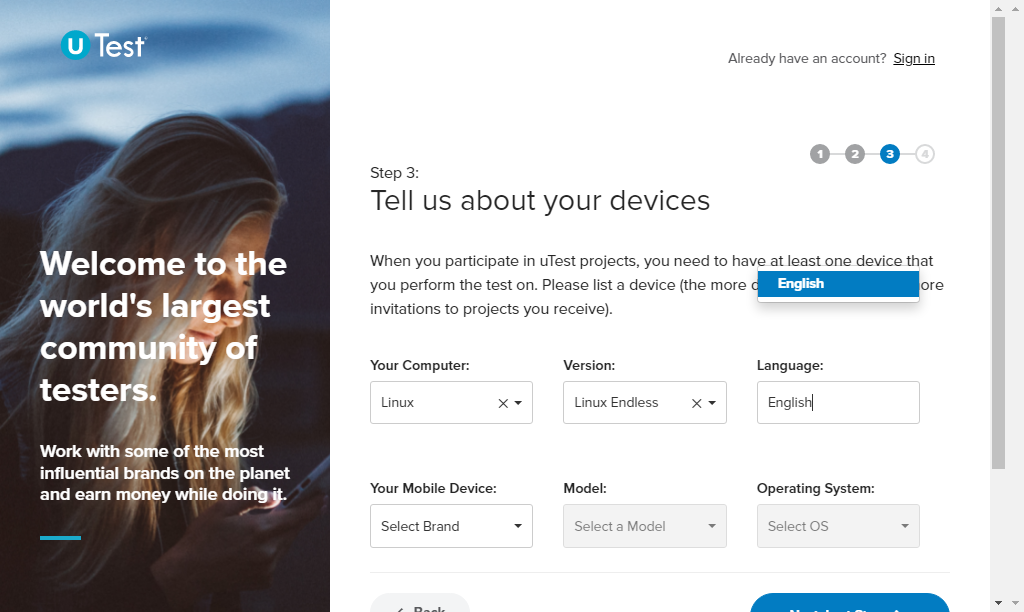 U Test
Already have an account? Sign in
1 2 3 4
Step 3:
Tell us about your devices
Welcome to the
world's largest
community of
testers.
Work with some of the most
influential brands on the planet
and earn money while doing it.
When you participate in uTest projects, you need to have at least one device that
you perform the test on. Please list a device (the more
English
invitations to projects you receive).
Your Computer: Version: Language:
Linux Linux Endless English
Your Mobile Device: Model: Operating System:
Select Brand Select a Model Select OS
Back